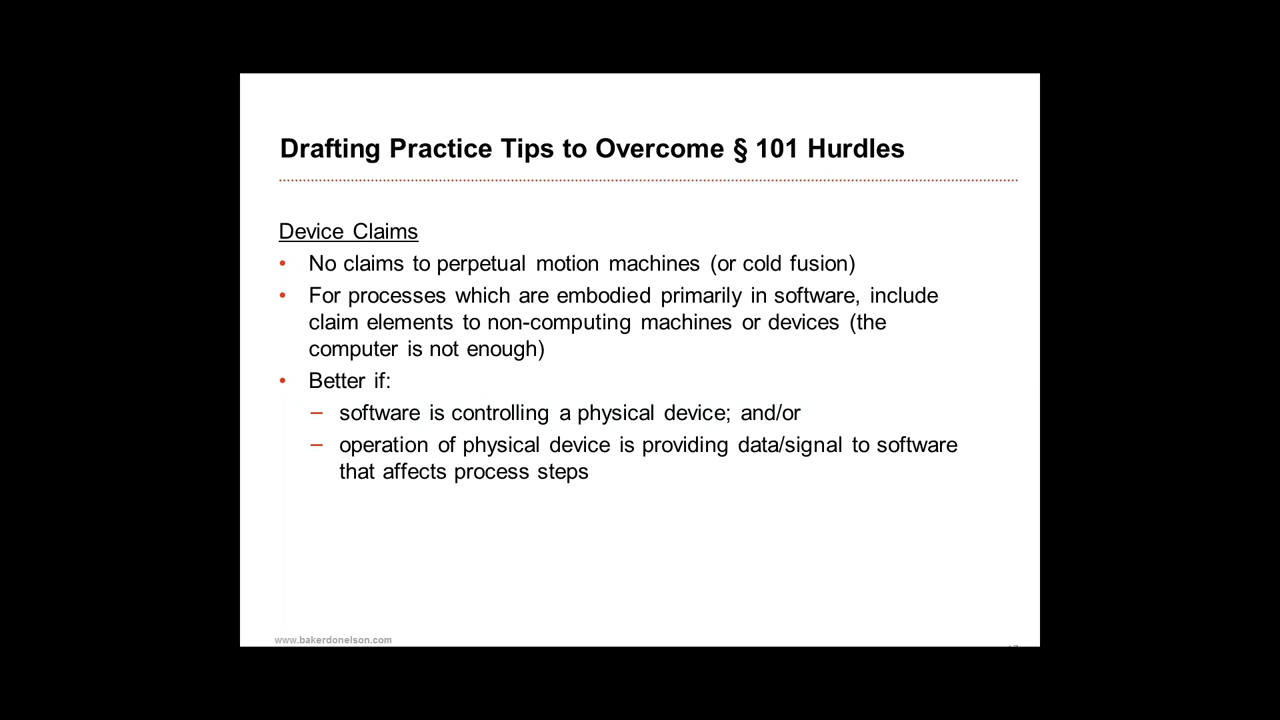 Drafting Practice Tips to Overcome § 101 Hurdles
Device Claims
• No claims to perpetual motion machines (or cold fusion)
• For processes which are embodied primarily in software, include
claim elements to non-computing machines or devices (the
computer is not enough)
• Better if:
– software is controlling a physical device; and/or
– operation of physical device is providing data/signal to software
that affects process steps
www.bakerdonelson.com